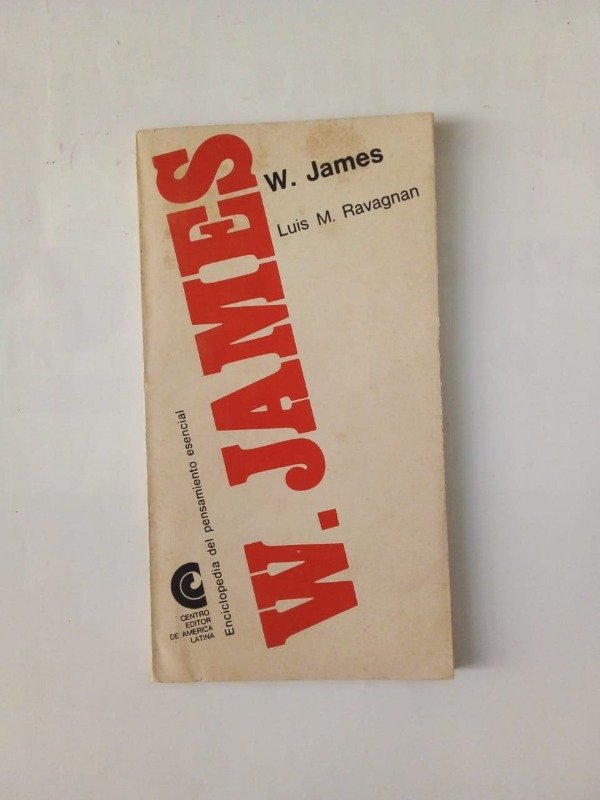 W. James
Luis M. Ravagnan
W. JAMES
Enciclopedia del pensamiento esencial
CENTRO
EDITOR
DE AMERICA
LATINA